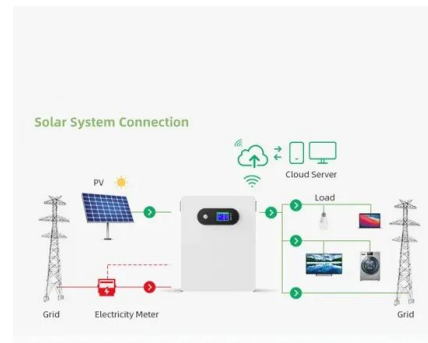 Solar System Connection
Cloud Server
PV
Load
Grid
Electricity Meter
Grid